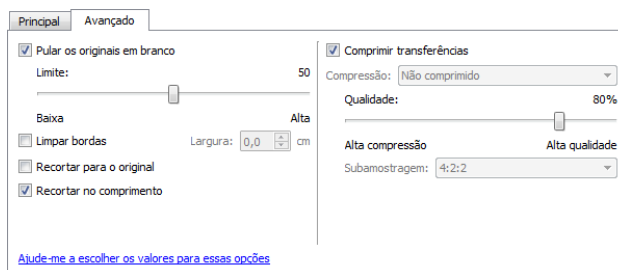 Principal Avançado
Pular os originais em branco
Limite: 50
Baixa Alta
Limpar bordas Largura: 0,0 cm
Recortar para o original
Recortar no comprimento
Comprimir transferências
Compressão: Não comprimido
Qualidade: 80%
Alta compressão Alta qualidade
Subamostragem: 4:2:2
Ajude-me a escolher os valores para essas opções